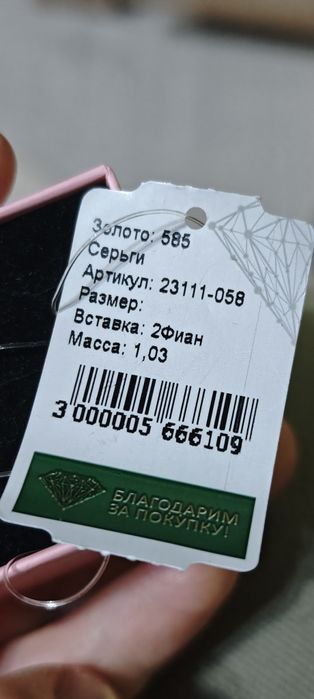 Золото: 585
Серьги
Артикул: 23111-058
Размер:
Вставка: 2Фиан
Масса: 1,03
3 000005 666109
БЛАГОДАРИМ
ЗА ПОКУПКУ!